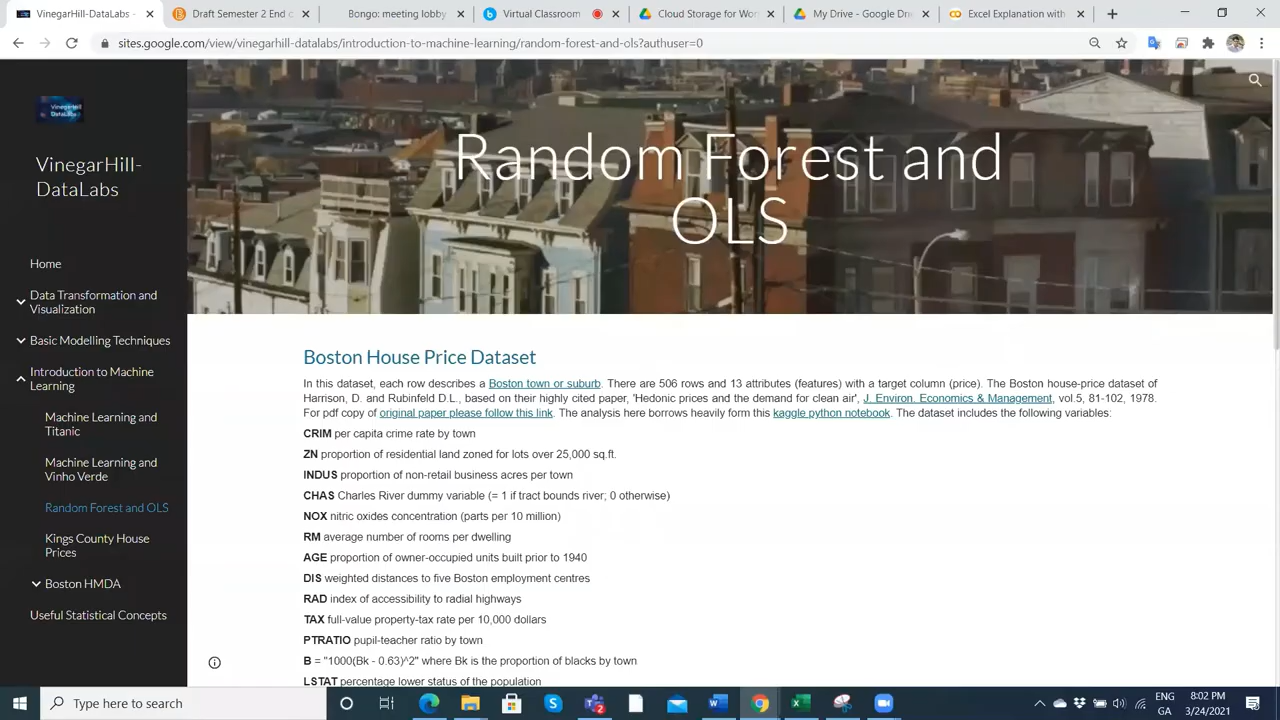 VinegarHill-DataLabs -
Draft Semester 2 End c
Bongo: meeting lobby
Virtual Classroom
Cloud Storage for Wor
My Drive - Google Dri
Excel Explanation with
sites.google.com/view/vinegarhill-datalabs/introduction-to-machine-learning/random-forest-and-ols?authuser=0
VinegarHill
DataLabs
VinegarHill-
DataLabs
Home
Data Transformation and
Visualization
Basic Modelling Techniques
Introduction to Machine
Learning
Machine Learning and
Titanic
Machine Learning and
Vinho Verde
Random Forest and OLS
Kings County House
Prices
Boston HMDA
Useful Statistical Concepts
Random Forest and
OLS
Boston House Price Dataset
In this dataset, each row describes a Boston town or suburb. There are 506 rows and 13 attributes (features) with a target column (price). The Boston house-price dataset of
Harrison, D. and Rubinfeld D.L., based on their highly cited paper, 'Hedonic prices and the demand for clean air', J. Environ. Economics & Management, vol.5, 81-102, 1978.
For pdf copy of original paper please follow this link. The analysis here borrows heavily form this kaggle python notebook. The dataset includes the following variables:
CRIM per capita crime rate by town
ZN proportion of residential land zoned for lots over 25,000 sq.ft.
INDUS proportion of non-retail business acres per town
CHAS Charles River dummy variable (= 1 if tract bounds river; 0 otherwise)
NOX nitric oxides concentration (parts per 10 million)
RM average number of rooms per dwelling
AGE proportion of owner-occupied units built prior to 1940
DIS weighted distances to five Boston employment centres
RAD index of accessibility to radial highways
TAX full-value property-tax rate per 10,000 dollars
PTRATIO pupil-teacher ratio by town
B = "1000(Bk - 0.63)^2" where Bk is the proportion of blacks by town
LSTAT percentage lower status of the population
Type here to search
ENG
GA
8:02 PM
3/24/2021